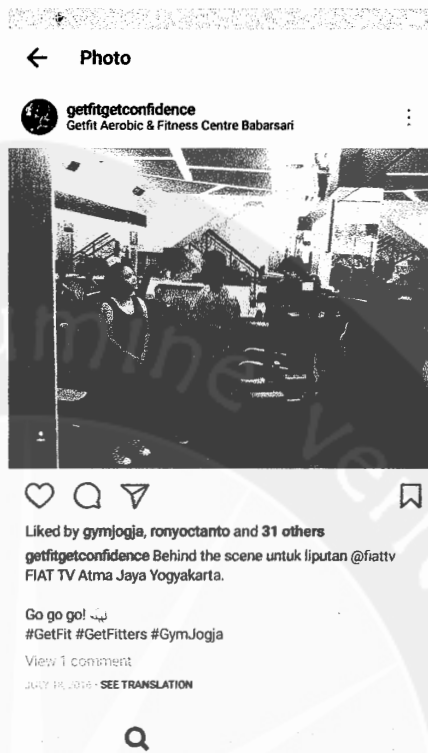 Photo
getfitgetconfidence
Getfit Aerobic & Fitness Centre Babarsari
Liked by gymjogja, ronyoctanto and 31 others
getfitgetconfidence Behind the scene untuk liputan @fiattv
FIAT TV Atma Jaya Yogyakarta.
Go go go!
#GetFit #GetFitters #GymJogja
View 1 comment
SEE TRANSLATION